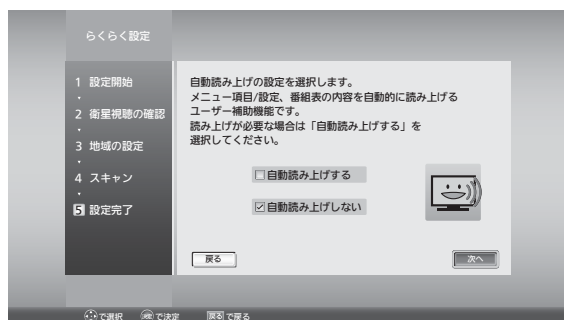 らくらく設定
1 設定開始
2 衛星視聴の確認
3 地域の設定
4 スキャン
5 設定完了
自動読み上げの設定を選択します。
メニュー項目/設定、番組表の内容を自動的に読み上げる
ユーザー補助機能です。
読み上げが必要な場合は「自動読み上げする」を
選択してください。
自動読み上げする
自動読み上げしない
戻る
次へ
で選択 決定 で決定 戻る で戻る